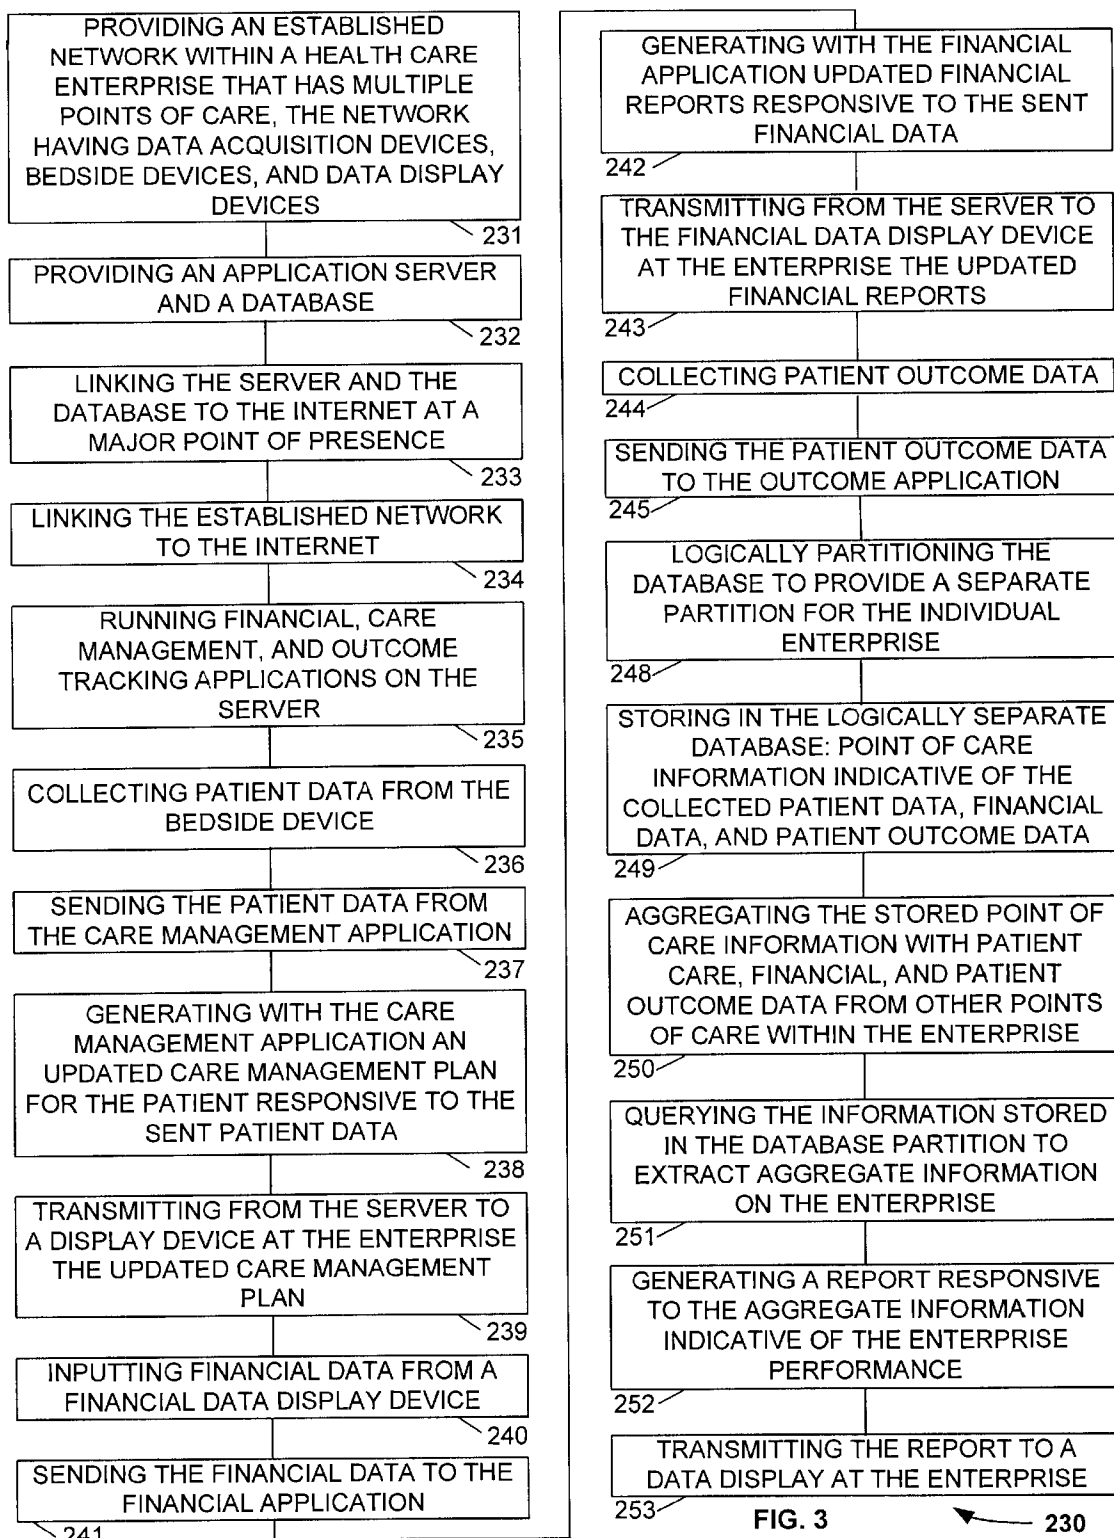 PROVIDING AN ESTABLISHED
NETWORK WITHIN A HEALTH CARE
ENTERPRISE THAT HAS MULTIPLE
POINTS OF CARE, THE NETWORK
HAVING DATA ACQUISITION DEVICES,
BEDSIDE DEVICES, AND DATA DISPLAY
DEVICES
231
PROVIDING AN APPLICATION SERVER
AND A DATABASE
232
LINKING THE SERVER AND THE
DATABASE TO THE INTERNET AT A
MAJOR POINT OF PRESENCE
233
LINKING THE ESTABLISHED NETWORK
TO THE INTERNET
234
RUNNING FINANCIAL, CARE
MANAGEMENT, AND OUTCOME
TRACKING APPLICATIONS ON THE
SERVER
235
COLLECTING PATIENT DATA FROM THE
BEDSIDE DEVICE
236
SENDING THE PATIENT DATA FROM
THE CARE MANAGEMENT APPLICATION
237
GENERATING WITH THE CARE
MANAGEMENT APPLICATION AN
UPDATED CARE MANAGEMENT PLAN
FOR THE PATIENT RESPONSIVE TO THE
SENT PATIENT DATA
238
TRANSMITTING FROM THE SERVER TO
A DISPLAY DEVICE AT THE ENTERPRISE
THE UPDATED CARE MANAGEMENT
PLAN
239
INPUTTING FINANCIAL DATA FROM A
FINANCIAL DATA DISPLAY DEVICE
240
SENDING THE FINANCIAL DATA TO THE
FINANCIAL APPLICATION
241
GENERATING WITH THE FINANCIAL
APPLICATION UPDATED FINANCIAL
REPORTS RESPONSIVE TO THE SENT
FINANCIAL DATA
242
TRANSMITTING FROM THE SERVER TO
THE FINANCIAL DATA DISPLAY DEVICE
AT THE ENTERPRISE THE UPDATED
FINANCIAL REPORTS
243
COLLECTING PATIENT OUTCOME DATA
244
SENDING THE PATIENT OUTCOME DATA
TO THE OUTCOME APPLICATION
245
LOGICALLY PARTITIONING THE
DATABASE TO PROVIDE A SEPARATE
PARTITION FOR THE INDIVIDUAL
ENTERPRISE
248
STORING IN THE LOGICALLY SEPARATE
DATABASE: POINT OF CARE
INFORMATION INDICATIVE OF THE
COLLECTED PATIENT DATA, FINANCIAL
DATA, AND PATIENT OUTCOME DATA
249
AGGREGATING THE STORED POINT OF
CARE INFORMATION WITH PATIENT
CARE, FINANCIAL, AND PATIENT
OUTCOME DATA FROM OTHER POINTS
OF CARE WITHIN THE ENTERPRISE
250
QUERYING THE INFORMATION STORED
IN THE DATABASE PARTITION TO
EXTRACT AGGREGATE INFORMATION
ON THE ENTERPRISE
251
GENERATING A REPORT RESPONSIVE
TO THE AGGREGATE INFORMATION
INDICATIVE OF THE ENTERPRISE
PERFORMANCE
252
TRANSMITTING THE REPORT TO A
DATA DISPLAY AT THE ENTERPRISE
253
FIG. 3
230